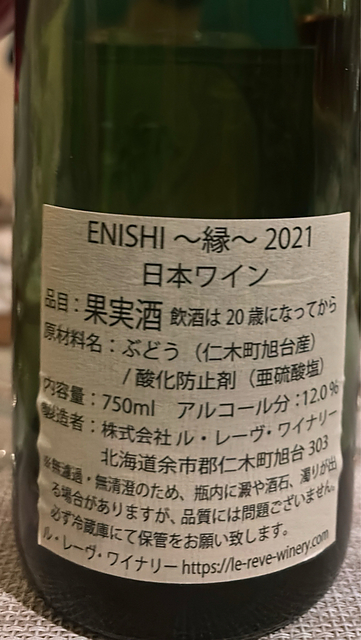 ENISHI ～縁～ 2021
日本ワイン
品目：果実酒 飲酒は20歳になってから
原材料名：ぶどう（仁木町旭台産）
/ 酸化防止剤（亜硫酸塩）
内容量：750ml アルコール分：12.0％
製造者：株式会社ル・レーヴ・ワイナリー
北海道余市郡仁木町旭台 303
※無濾過・無清澄のため、瓶内に澱や酒石、濁りが出
る場合がありますが、品質には問題ございません。
必ず冷蔵庫にて保管をお願い致します。
ル・レーヴ・ワイナリー https://le-reve-winery.com